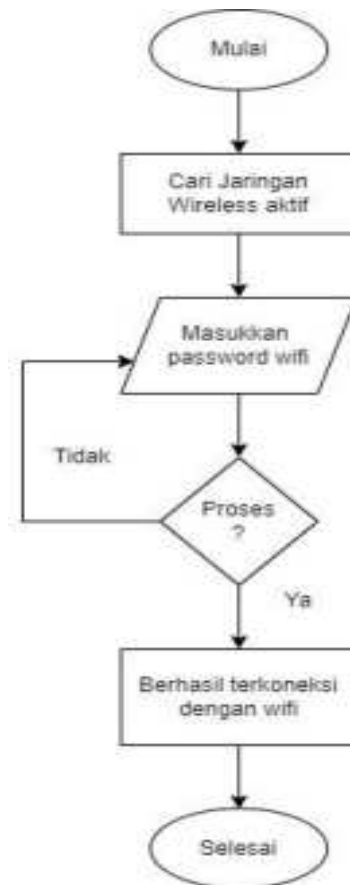 Mulai
Cari Jaringan
Wireless aktif
Masukkan
password wifi
Tidak
Proses
?
Ya
Berhasil terkoneksi
dengan wifi
Selesai